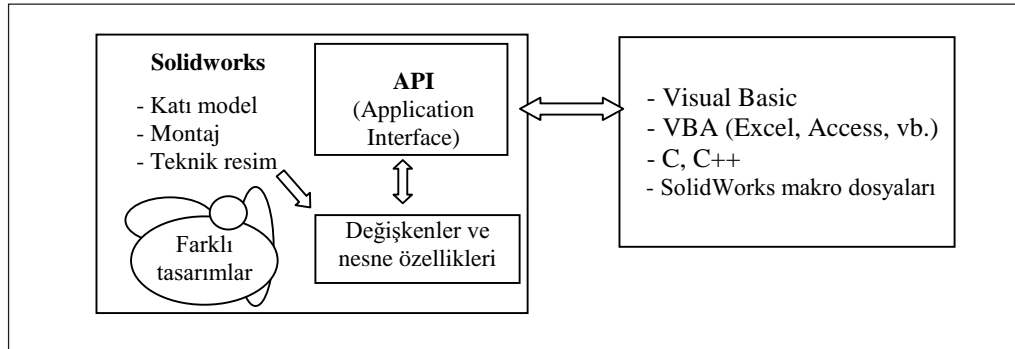 Solidworks
- Katı model
- Montaj
- Teknik resim
Farklı
tasarımlar
API
(Application
Interface)
Değişkenler ve
nesne özellikleri
- Visual Basic
- VBA (Excel, Access, vb.)
- C, C++
- SolidWorks makro dosyaları